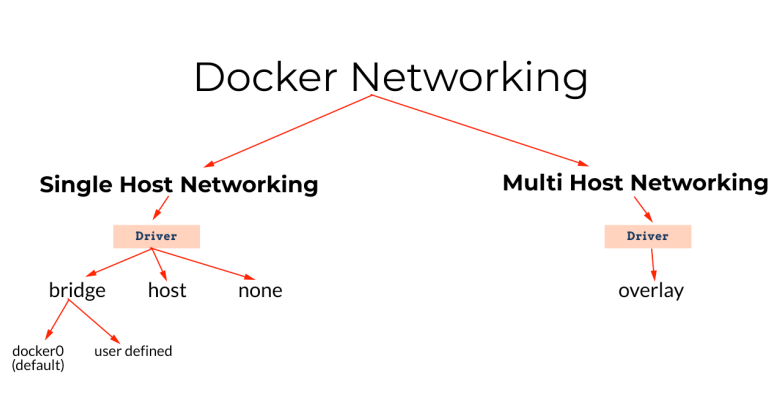 Docker Networking
Single Host Networking
Multi Host Networking
Driver
Driver
bridge
host
none
overlay
docker0
(default)
user defined